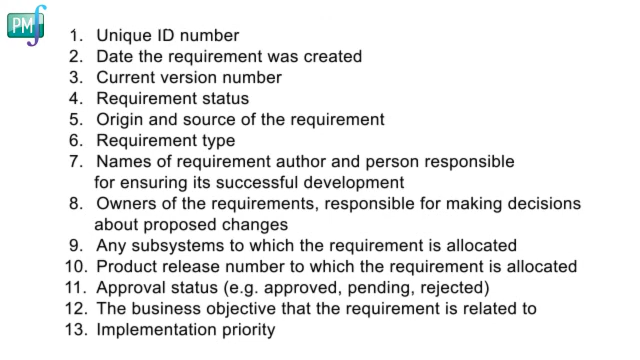 PMf
1. Unique ID number
2. Date the requirement was created
3. Current version number
4. Requirement status
5. Origin and source of the requirement
6. Requirement type
7. Names of requirement author and person responsible
for ensuring its successful development
8. Owners of the requirements, responsible for making decisions
about proposed changes
9. Any subsystems to which the requirement is allocated
10. Product release number to which the requirement is allocated
11. Approval status (e.g. approved, pending, rejected)
12. The business objective that the requirement is related to
13. Implementation priority